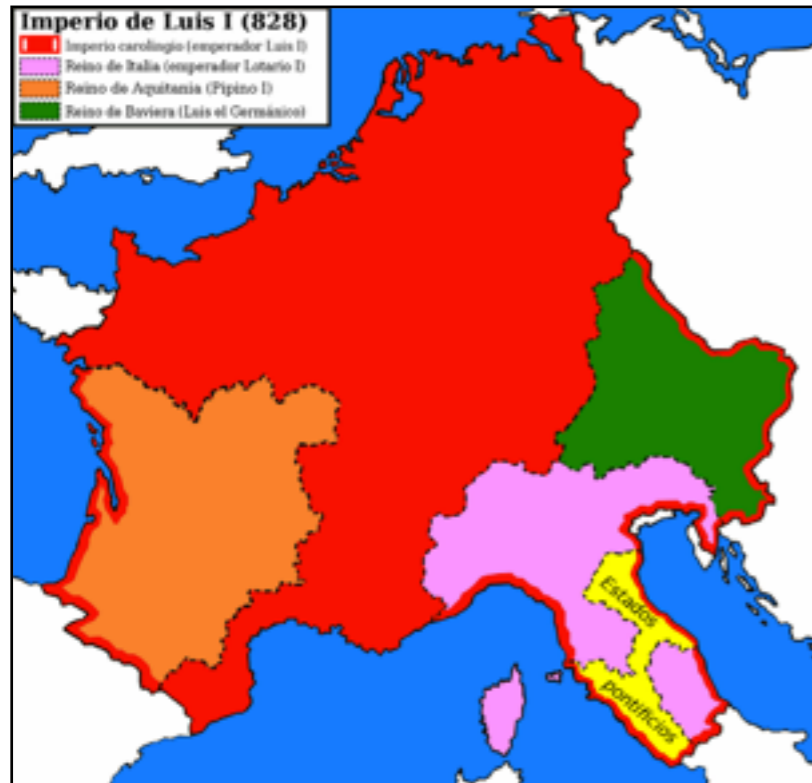 Imperio de Luis I (828)
Imperio carolingio (emperador Luis I)
Reino de Italia (emperador Lotario I)
Reino de Aquitania (Pipino I)
Reino de Baviera (Luis el Germánico)
Estados
pontificios